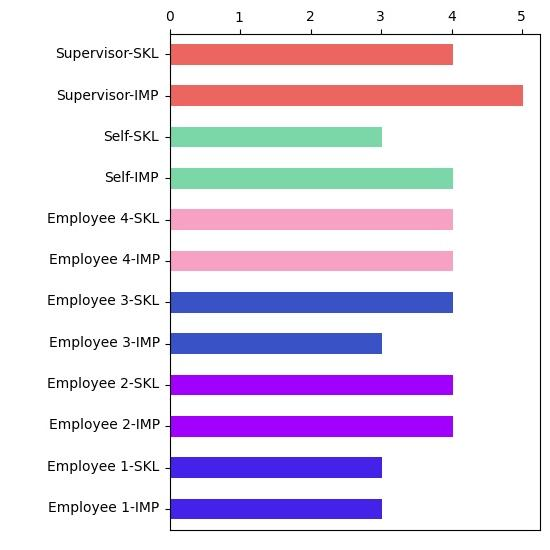 0 1 2 3 4 5
Supervisor-SKL
Supervisor-IMP
Self-SKL
Self-IMP
Employee 4-SKL
Employee 4-IMP
Employee 3-SKL
Employee 3-IMP
Employee 2-SKL
Employee 2-IMP
Employee 1-SKL
Employee 1-IMP